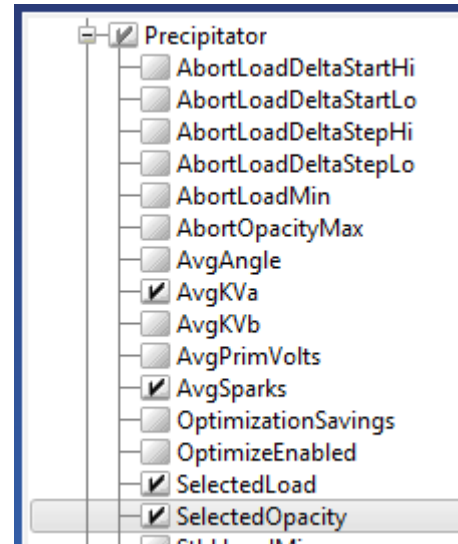 Precipitator
AbortLoadDeltaStartHi
AbortLoadDeltaStartLo
AbortLoadDeltaStepHi
AbortLoadDeltaStepLo
AbortLoadMin
AbortOpacityMax
AvgAngle
AvgKVa
AvgKVb
AvgPrimVolts
AvgSparks
OptimizationSavings
OptimizeEnabled
SelectedLoad
SelectedOpacity